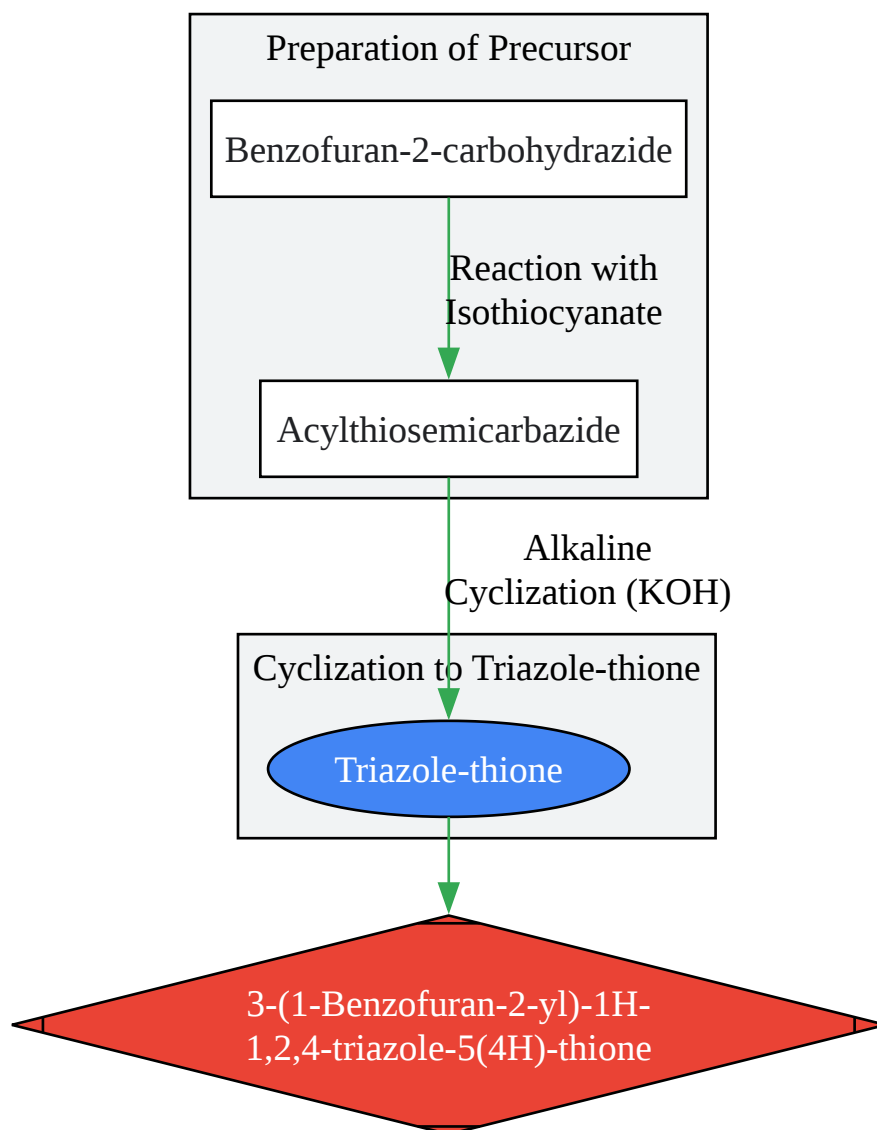 Preparation of Precursor
Benzofuran-2-carbohydrazide
Reaction with
Isothiocyanate
Acylthiosemicarbazide
Alkaline
Cyclization (KOH)
Cyclization to Triazole-thione
Triazole-thione
3-(1-Benzofuran-2-yl)-1H-
1,2,4-triazole-5(4H)-thione